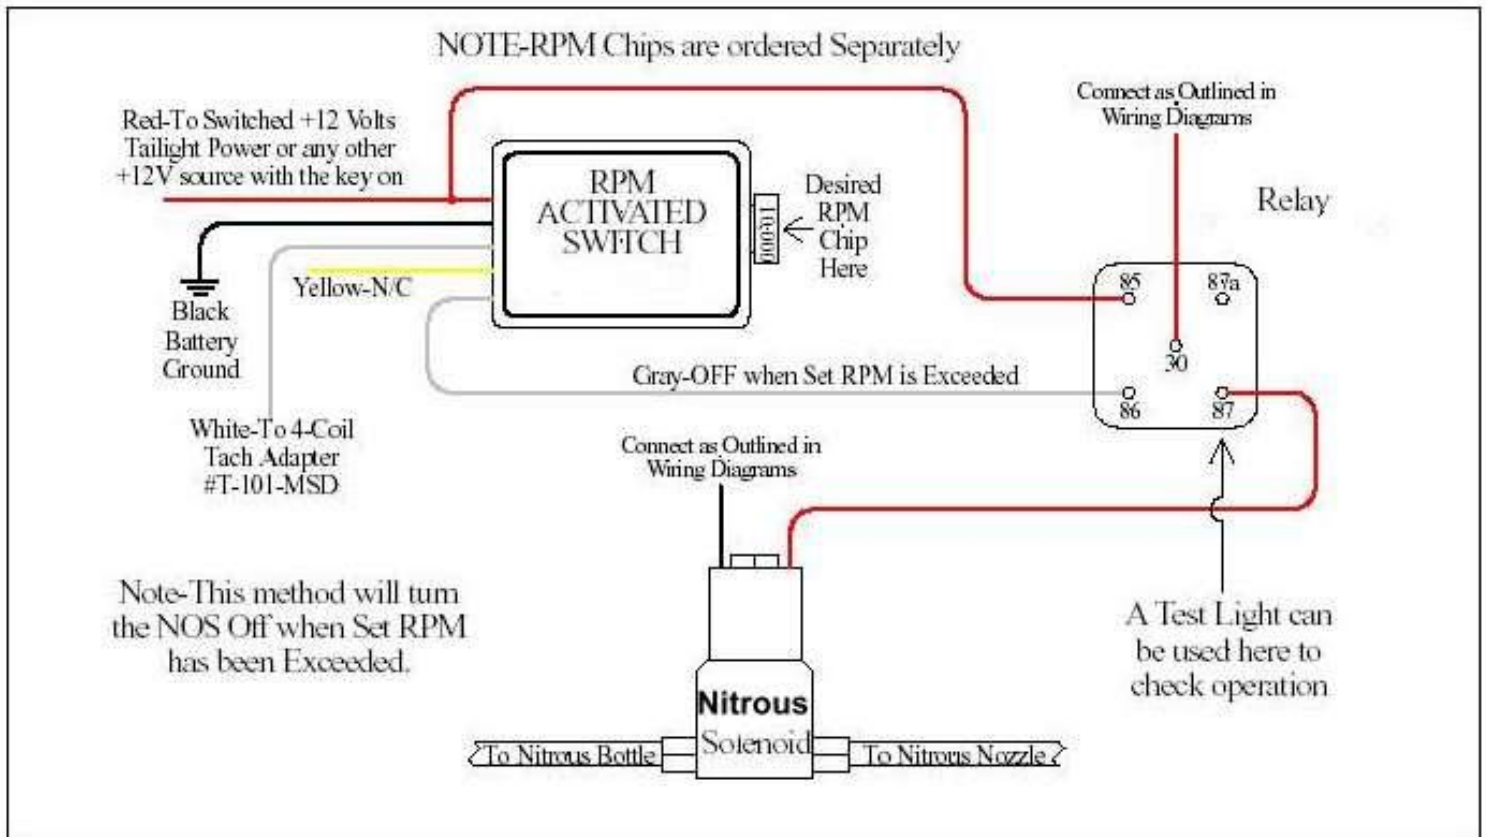 NOTE-RPM Chips are ordered Separately
Red-To Switched +12 Volts
Tailight Power or any other
+12V source with the key on
Connect as Outlined in
Wiring Diagrams
RPM
ACTIVATED
SWITCH
Desired
RPM
Chip
Here
Relay
Yellow-N/C
Black
Battery
Ground
85
87a
30
86
87
Gray-OFF when Set RPM is Exceeded
White-To 4-Coil
Tach Adapter
#T-101-MSD
Connect as Outlined in
Wiring Diagrams
Note-This method will turn
the NOS Off when Set RPM
has been Exceeded.
A Test Light can
be used here to
check operation
Nitrous
Solenoid
To Nitrous Bottle
To Nitrous Nozzle